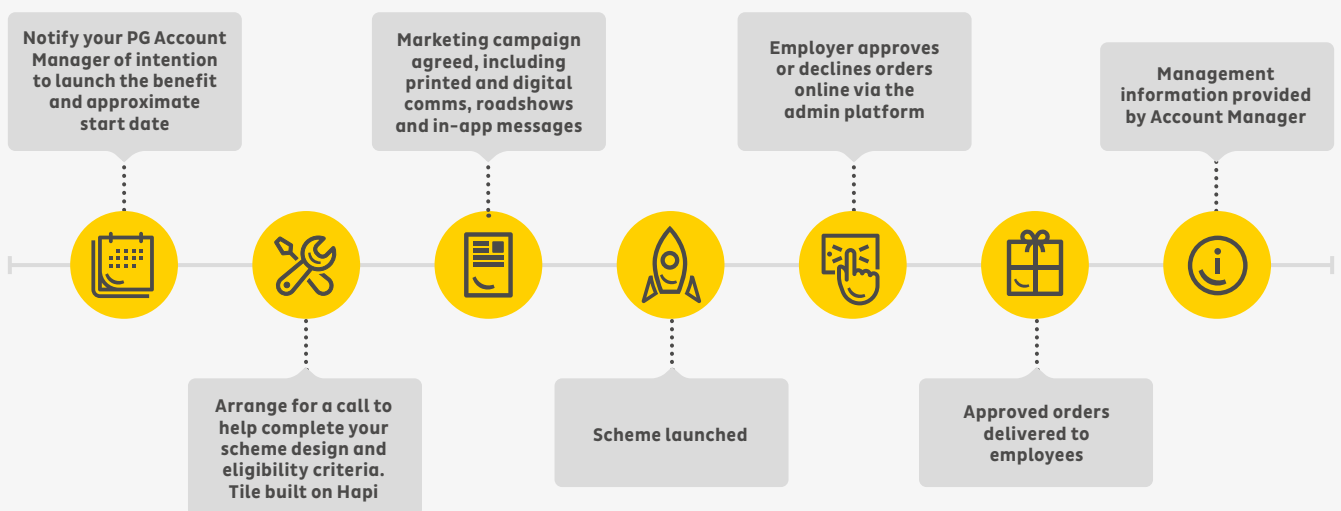 Notify your PG Account
Manager of intention
to launch the benefit
and approximate
start date
Arrange for a call to
help complete your
scheme design and
eligibility criteria.
Tile built on Hapi
Marketing campaign
agreed, including
printed and digital
comms, roadshows
and in-app messages
Scheme launched
Employer approves
or declines orders
online via the
admin platform
Approved orders
delivered to
employees
Management
information provided
by Account Manager